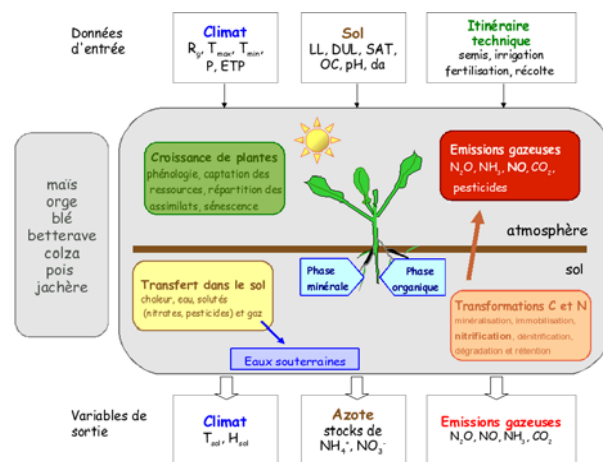 Données
d'entrée
Climat
Rg, Tmax, Tmin,
P, ETP
Sol
LL, DUL, SAT,
OC, pH, da
Itinéraire
technique
semis, irrigation
fertilisation, récolte
maïs
orge
blé
betterave
colza
pois
jachère
Croissance de plantes
phénologie, captation des
ressources, répartition des
assimilats, sénescence
Emissions gazeuses
N₂O, NH₃, NO, CO₂,
pesticides
atmosphère
sol
Transfert dans le sol
chaleur, eau, solutés
(nitrates, pesticides) et gaz
Phase
minérale
Phase
organique
Transformations C et N
minéralisation, immobilisation,
nitrification, dénitrification,
dégradation et rétention
Eaux souterraines
Variables de
sortie
Climat
Tsol, Hsol
Azote
stocks de
NH₄⁺, NO₃⁻
Emissions gazeuses
N₂O, NO, NH₃, CO₂